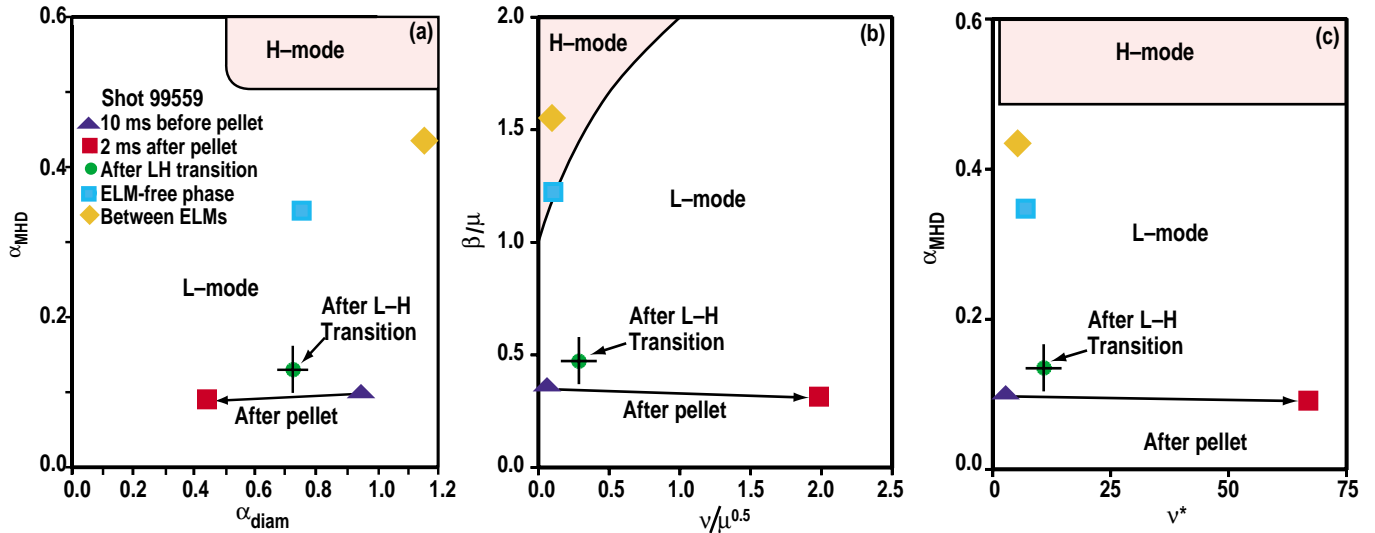 (a)
H–mode
Shot 99559
10 ms before pellet
2 ms after pellet
After LH transition
ELM-free phase
Between ELMs
L–mode
After L–H
Transition
After pellet
0.6
0.4
0.2
0.0
αMHD
0.0 0.2 0.4 0.6 0.8 1.0 1.2
αdiam
(b)
H–mode
L–mode
After L–H
Transition
After pellet
2.0
1.5
1.0
0.5
0.0
β/μ
0.0 0.5 1.0 1.5 2.0 2.5
ν/μ0.5
(c)
H–mode
L–mode
After L–H
Transition
After pellet
0.6
0.4
0.2
0.0
αMHD
0 25 50 75
ν*